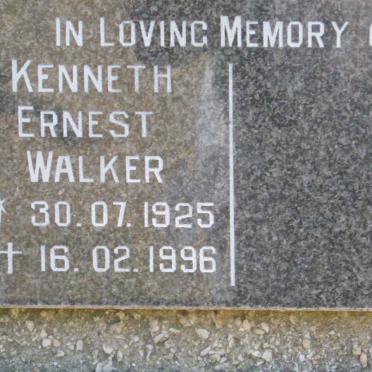 IN LOVING MEMORY
KENNETH
ERNEST
WALKER
* 30.07.1925
† 16.02.1996